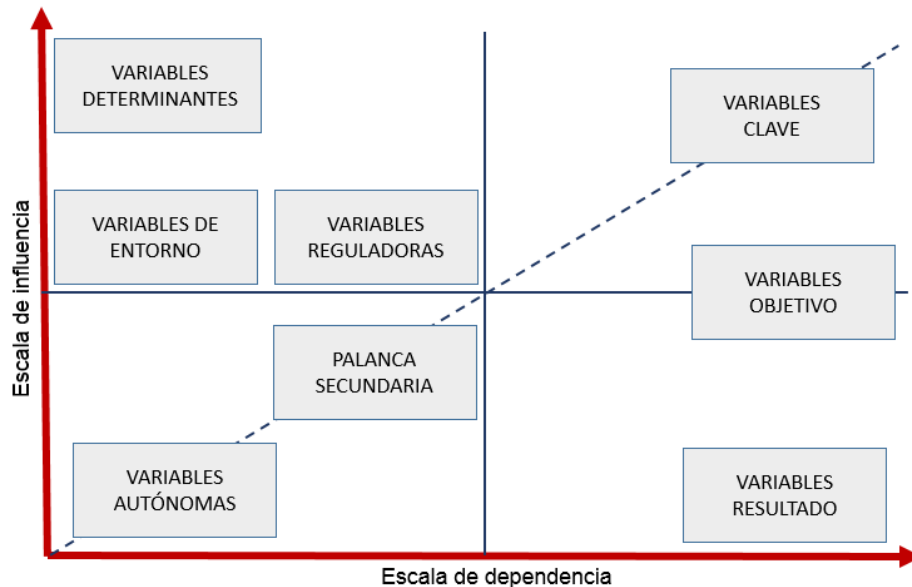 VARIABLES
DETERMINANTES
VARIABLES
CLAVE
VARIABLES DE
ENTORNO
VARIABLES
REGULADORAS
VARIABLES
OBJETIVO
PALANCA
SECUNDARIA
VARIABLES
AUTÓNOMAS
VARIABLES
RESULTADO
Escala de influencia
Escala de dependencia